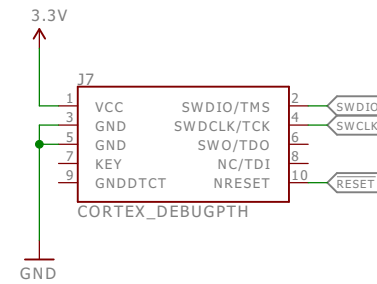 3.3V
J7
1 VCC SWDIO/TMS 2 SWDIO
3 GND SWDCLK/TCK 4 SWCLK
5 GND SWO/TDO 6
7 KEY NC/TDI 8
9 GNDDTCT NRESET 10 RESET
CORTEX_DEBUGPTH
GND